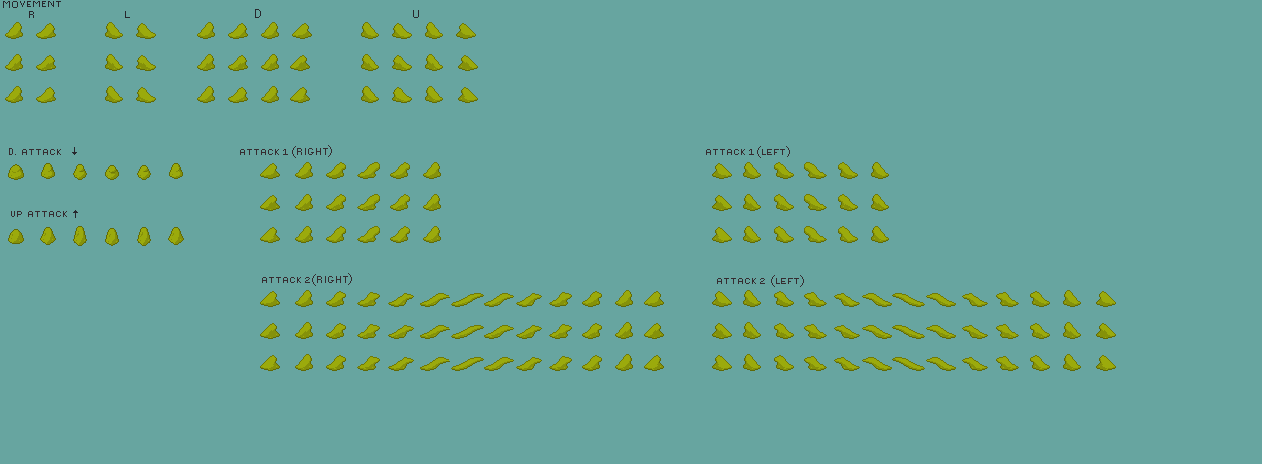 MOVEMENT
R L D U
D. ATTACK ↓
ATTACK 1 (RIGHT)
ATTACK 1 (LEFT)
UP ATTACK ↑
ATTACK 2 (RIGHT)
ATTACK 2 (LEFT)